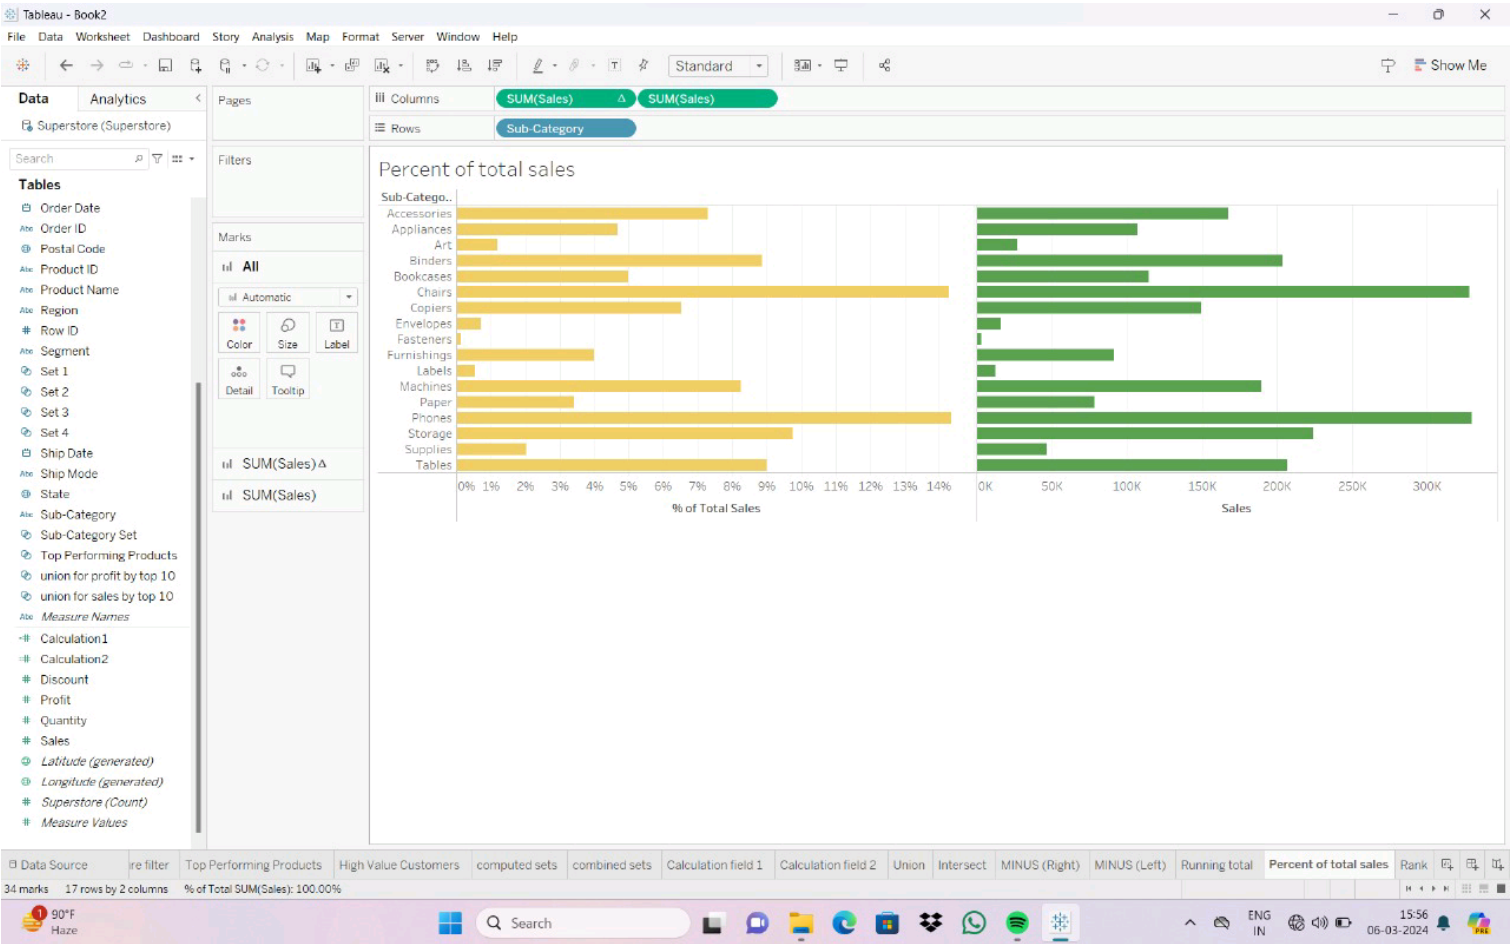 Tableau - Book2
File Data Worksheet Dashboard Story Analysis Map Format Server Window Help
Standard
Show Me
Data Analytics
Superstore (Superstore)
Search
Tables
Order Date
Abc Order ID
Postal Code
Abc Product ID
Abc Product Name
Abc Region
# Row ID
Abc Segment
Set 1
Set 2
Set 3
Set 4
Ship Date
Abc Ship Mode
State
Abc Sub-Category
Sub-Category Set
Top Performing Products
union for profit by top 10
union for sales by top 10
Abc Measure Names
=# Calculation1
=# Calculation2
# Discount
# Profit
# Quantity
# Sales
Latitude (generated)
Longitude (generated)
# Superstore (Count)
# Measure Values
Pages
Filters
Marks
All
Automatic
Color Size Label
Detail Tooltip
SUM(Sales) Δ
SUM(Sales)
Columns SUM(Sales) Δ SUM(Sales)
Rows Sub-Category
Percent of total sales
Sub-Catego..
Accessories
Appliances
Art
Binders
Bookcases
Chairs
Copiers
Envelopes
Fasteners
Furnishings
Labels
Machines
Paper
Phones
Storage
Supplies
Tables
0% 1% 2% 3% 4% 5% 6% 7% 8% 9% 10% 11% 12% 13% 14%
% of Total Sales
0K 50K 100K 150K 200K 250K 300K
Sales
Data Source re filter Top Performing Products High Value Customers computed sets combined sets Calculation field 1 Calculation field 2 Union Intersect MINUS (Right) MINUS (Left) Running total Percent of total sales Rank
34 marks 17 rows by 2 columns % of Total SUM(Sales): 100.00%
1
90°F
Haze
Search
PRE
ENG
IN
15:56
06-03-2024